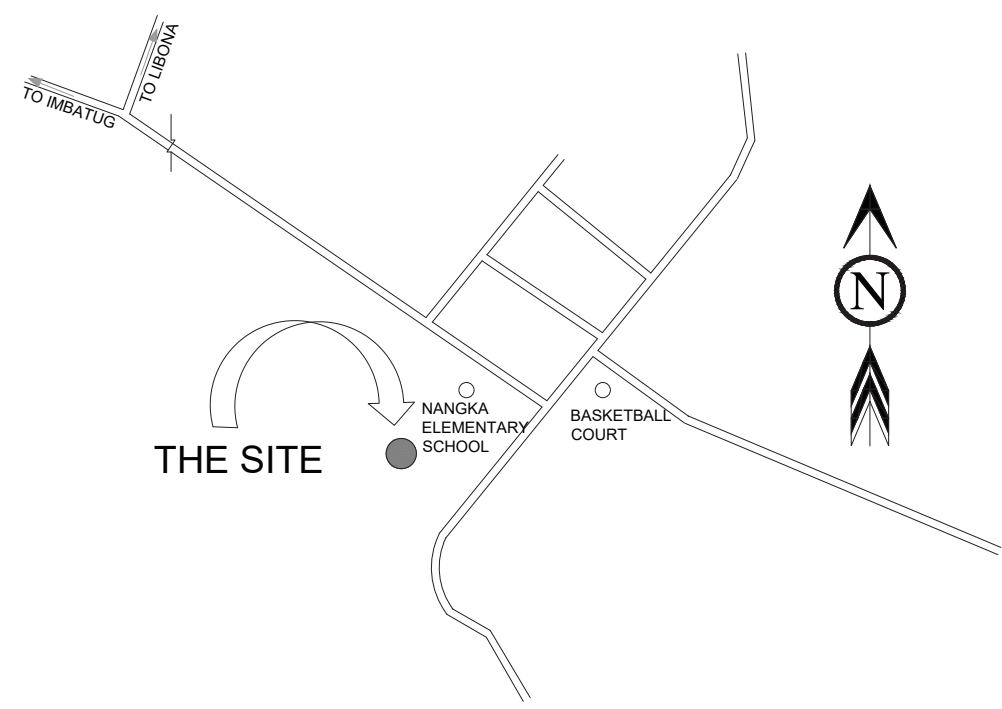 TO LIBONA
TO IMBATUG
N
NANGKA
ELEMENTARY
SCHOOL
BASKETBALL
COURT
THE SITE